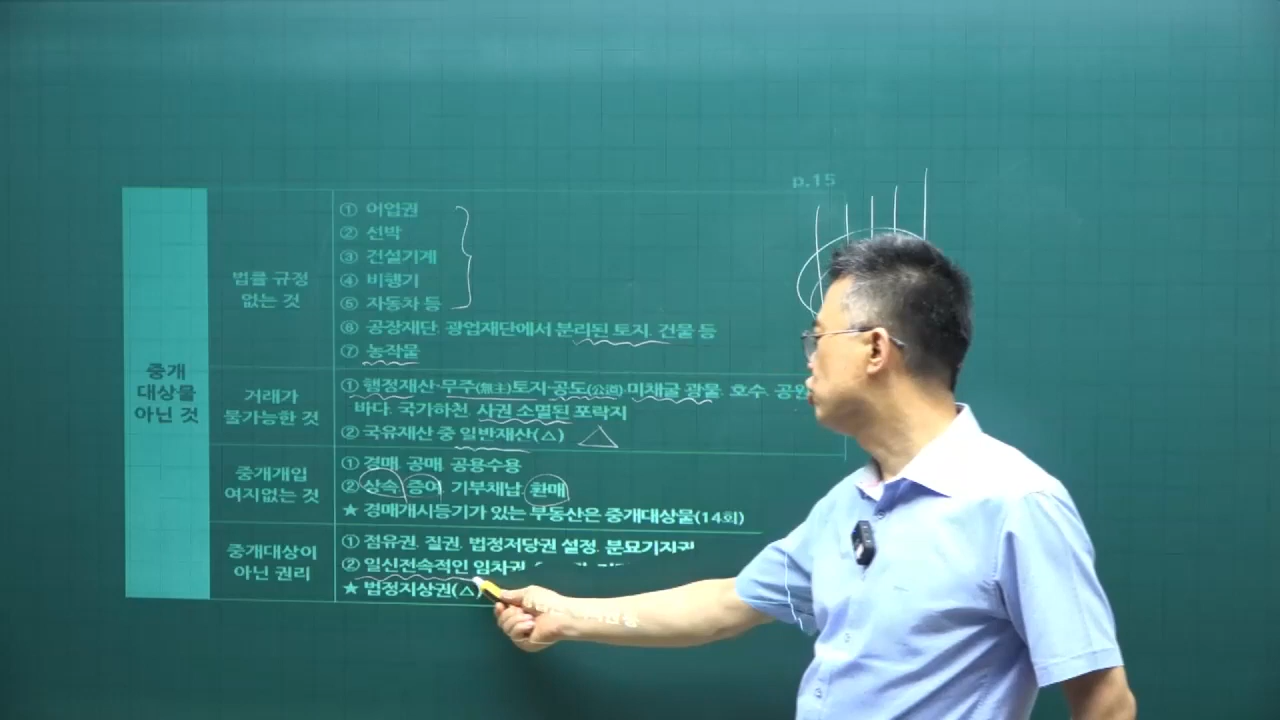 p.15
중개
대상물
아닌 것
법률 규정
없는 것
① 어업권
② 선박
③ 건설기계
④ 비행기
⑤ 자동차 등
⑥ 공장재단, 광업재단에서 분리된 토지, 건물 등
⑦ 농작물
거래가
불가능한 것
① 행정재산·무주(無主)토지·공도(公道)·미채굴 광물, 호수, 공원
바다, 국가하천, 사권 소멸된 포락지
② 국유재산 중 일반재산(△) △
중개개입
여지없는 것
① 경매, 공매, 공용수용
② 상속, 증여, 기부채납, 환매
★ 경매개시등기가 있는 부동산은 중개대상물(14회)
중개대상이
아닌 권리
① 점유권, 질권, 법정저당권 설정, 분묘기지권
② 일신전속적인 임차권
★ 법정지상권(△)